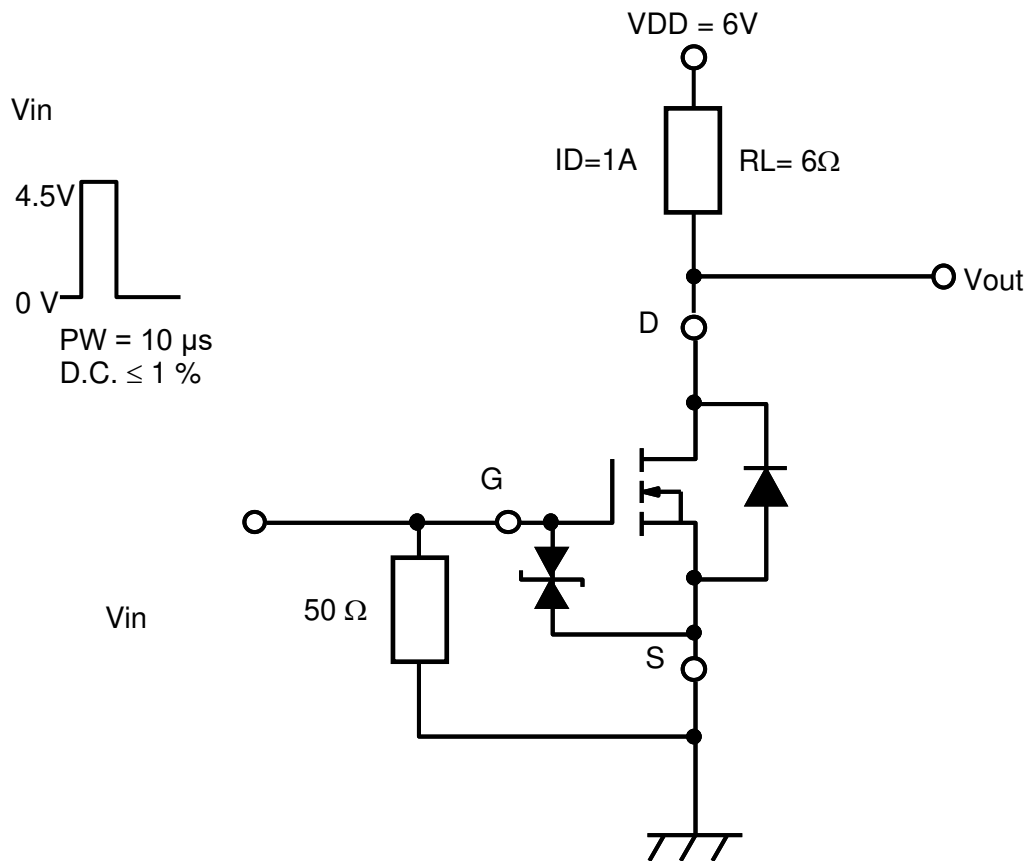 VDD = 6V
Vin
ID=1A
RL= 6Ω
4.5V
0 V
Vout
PW = 10 μs
D
D.C. ≤ 1 %
G
50 Ω
Vin
S